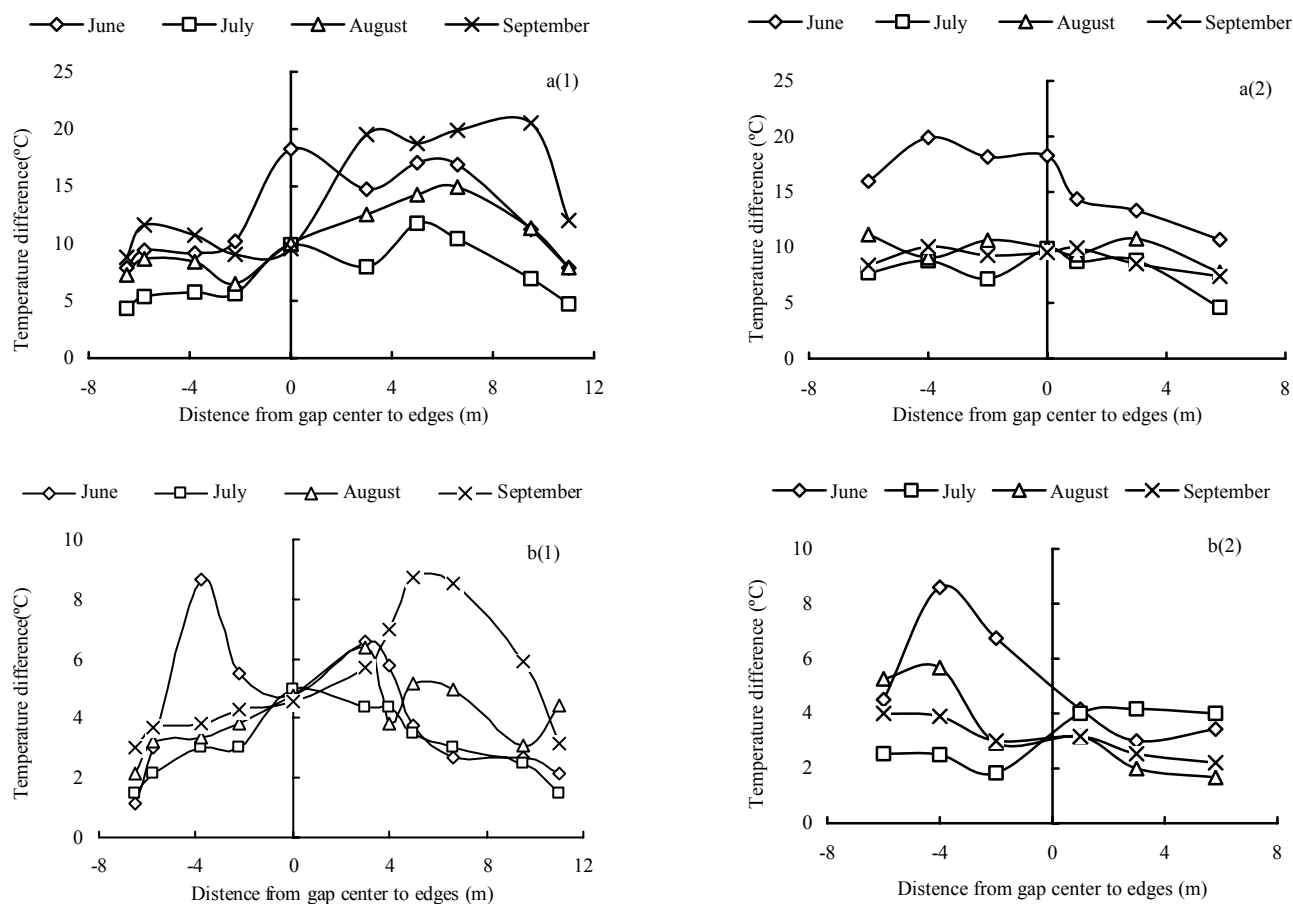 June July August September
a(1)
Temperature difference(ºC)
25
20
15
10
5
0
-8 -4 0 4 8 12
Distence from gap center to edges (m)
June July August September
a(2)
Temperature difference (ºC)
25
20
15
10
5
0
-8 -4 0 4 8
Distance from gap center to edges (m)
June July August September
b(1)
Temperature difference(ºC)
10
8
6
4
2
0
-8 -4 0 4 8 12
Distence from gap center to edges (m)
June July August September
b(2)
Temperature difference (ºC)
10
8
6
4
2
0
-8 -4 0 4 8
Distance from gap center to edges (m)